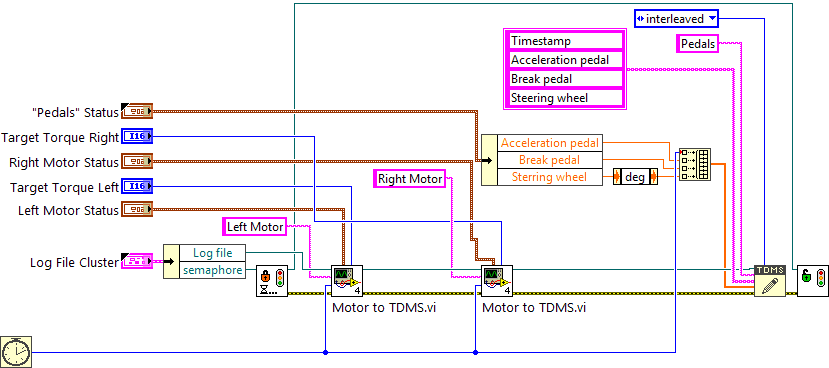 interleaved
Timestamp
Acceleration pedal
Break pedal
Steering wheel
Pedals
"Pedals" Status
Target Torque Right
I16
Right Motor Status
Target Torque Left
I16
Left Motor Status
Acceleration pedal
Break pedal
Sterring wheel
deg
Right Motor
Left Motor
Log File Cluster
Log file
semaphore
4
Motor to TDMS.vi
4
Motor to TDMS.vi
TDMS